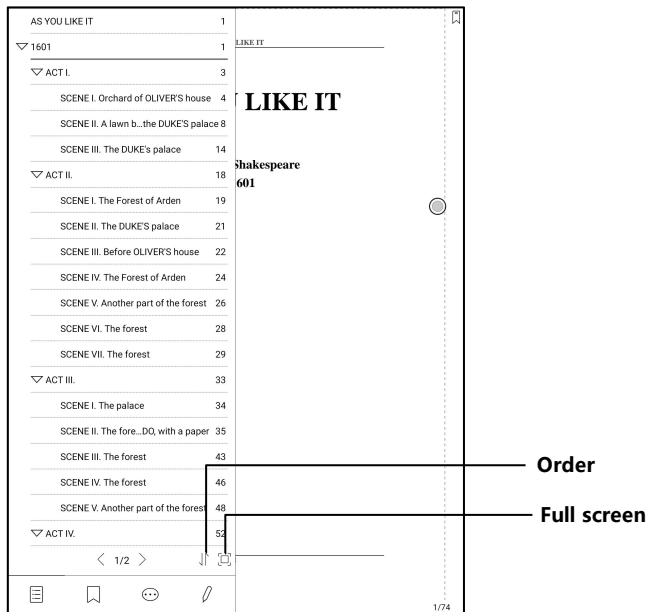 AS YOU LIKE IT 1
1601 1
ACT I. 3
SCENE I. Orchard of OLIVER'S house 4
SCENE II. A lawn b...the DUKE'S palace 8
SCENE III. The DUKE's palace 14
ACT II. 18
SCENE I. The Forest of Arden 19
SCENE II. The DUKE'S palace 21
SCENE III. Before OLIVER'S house 22
SCENE IV. The Forest of Arden 24
SCENE V. Another part of the forest 26
SCENE VI. The forest 28
SCENE VII. The forest 29
ACT III. 33
SCENE I. The palace 34
SCENE II. The fore...DO, with a paper 35
SCENE III. The forest 43
SCENE IV. The forest 46
SCENE V. Another part of the forest 48
ACT IV. 52
1/2
LIKE IT
LIKE IT
Shakespeare
601
1/74
Order
Full screen